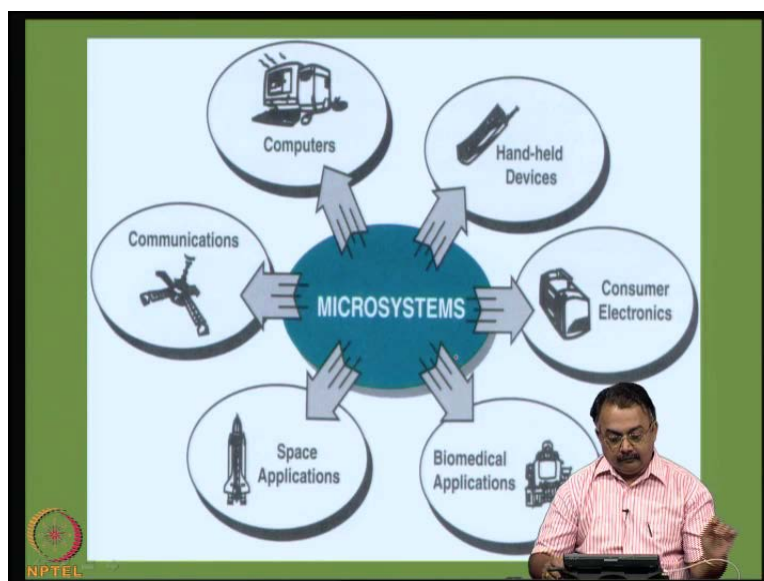 Computers
Hand-held
Devices
Communications
MICROSYSTEMS
Consumer
Electronics
Space
Applications
Biomedical
Applications
NPTEL